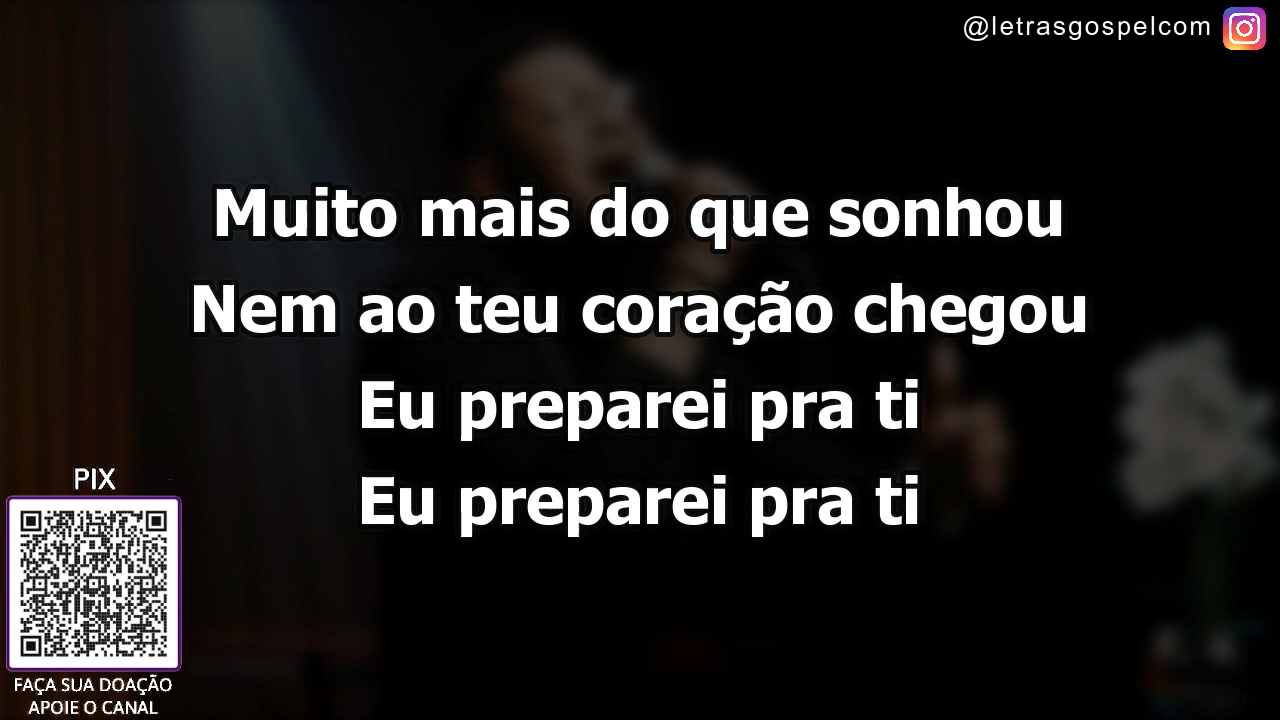 @letrasgospelcom
Muito mais do que sonhou
Nem ao teu coração chegou
Eu preparei pra ti
Eu preparei pra ti
PIX
FAÇA SUA DOAÇÃO
APOIE O CANAL